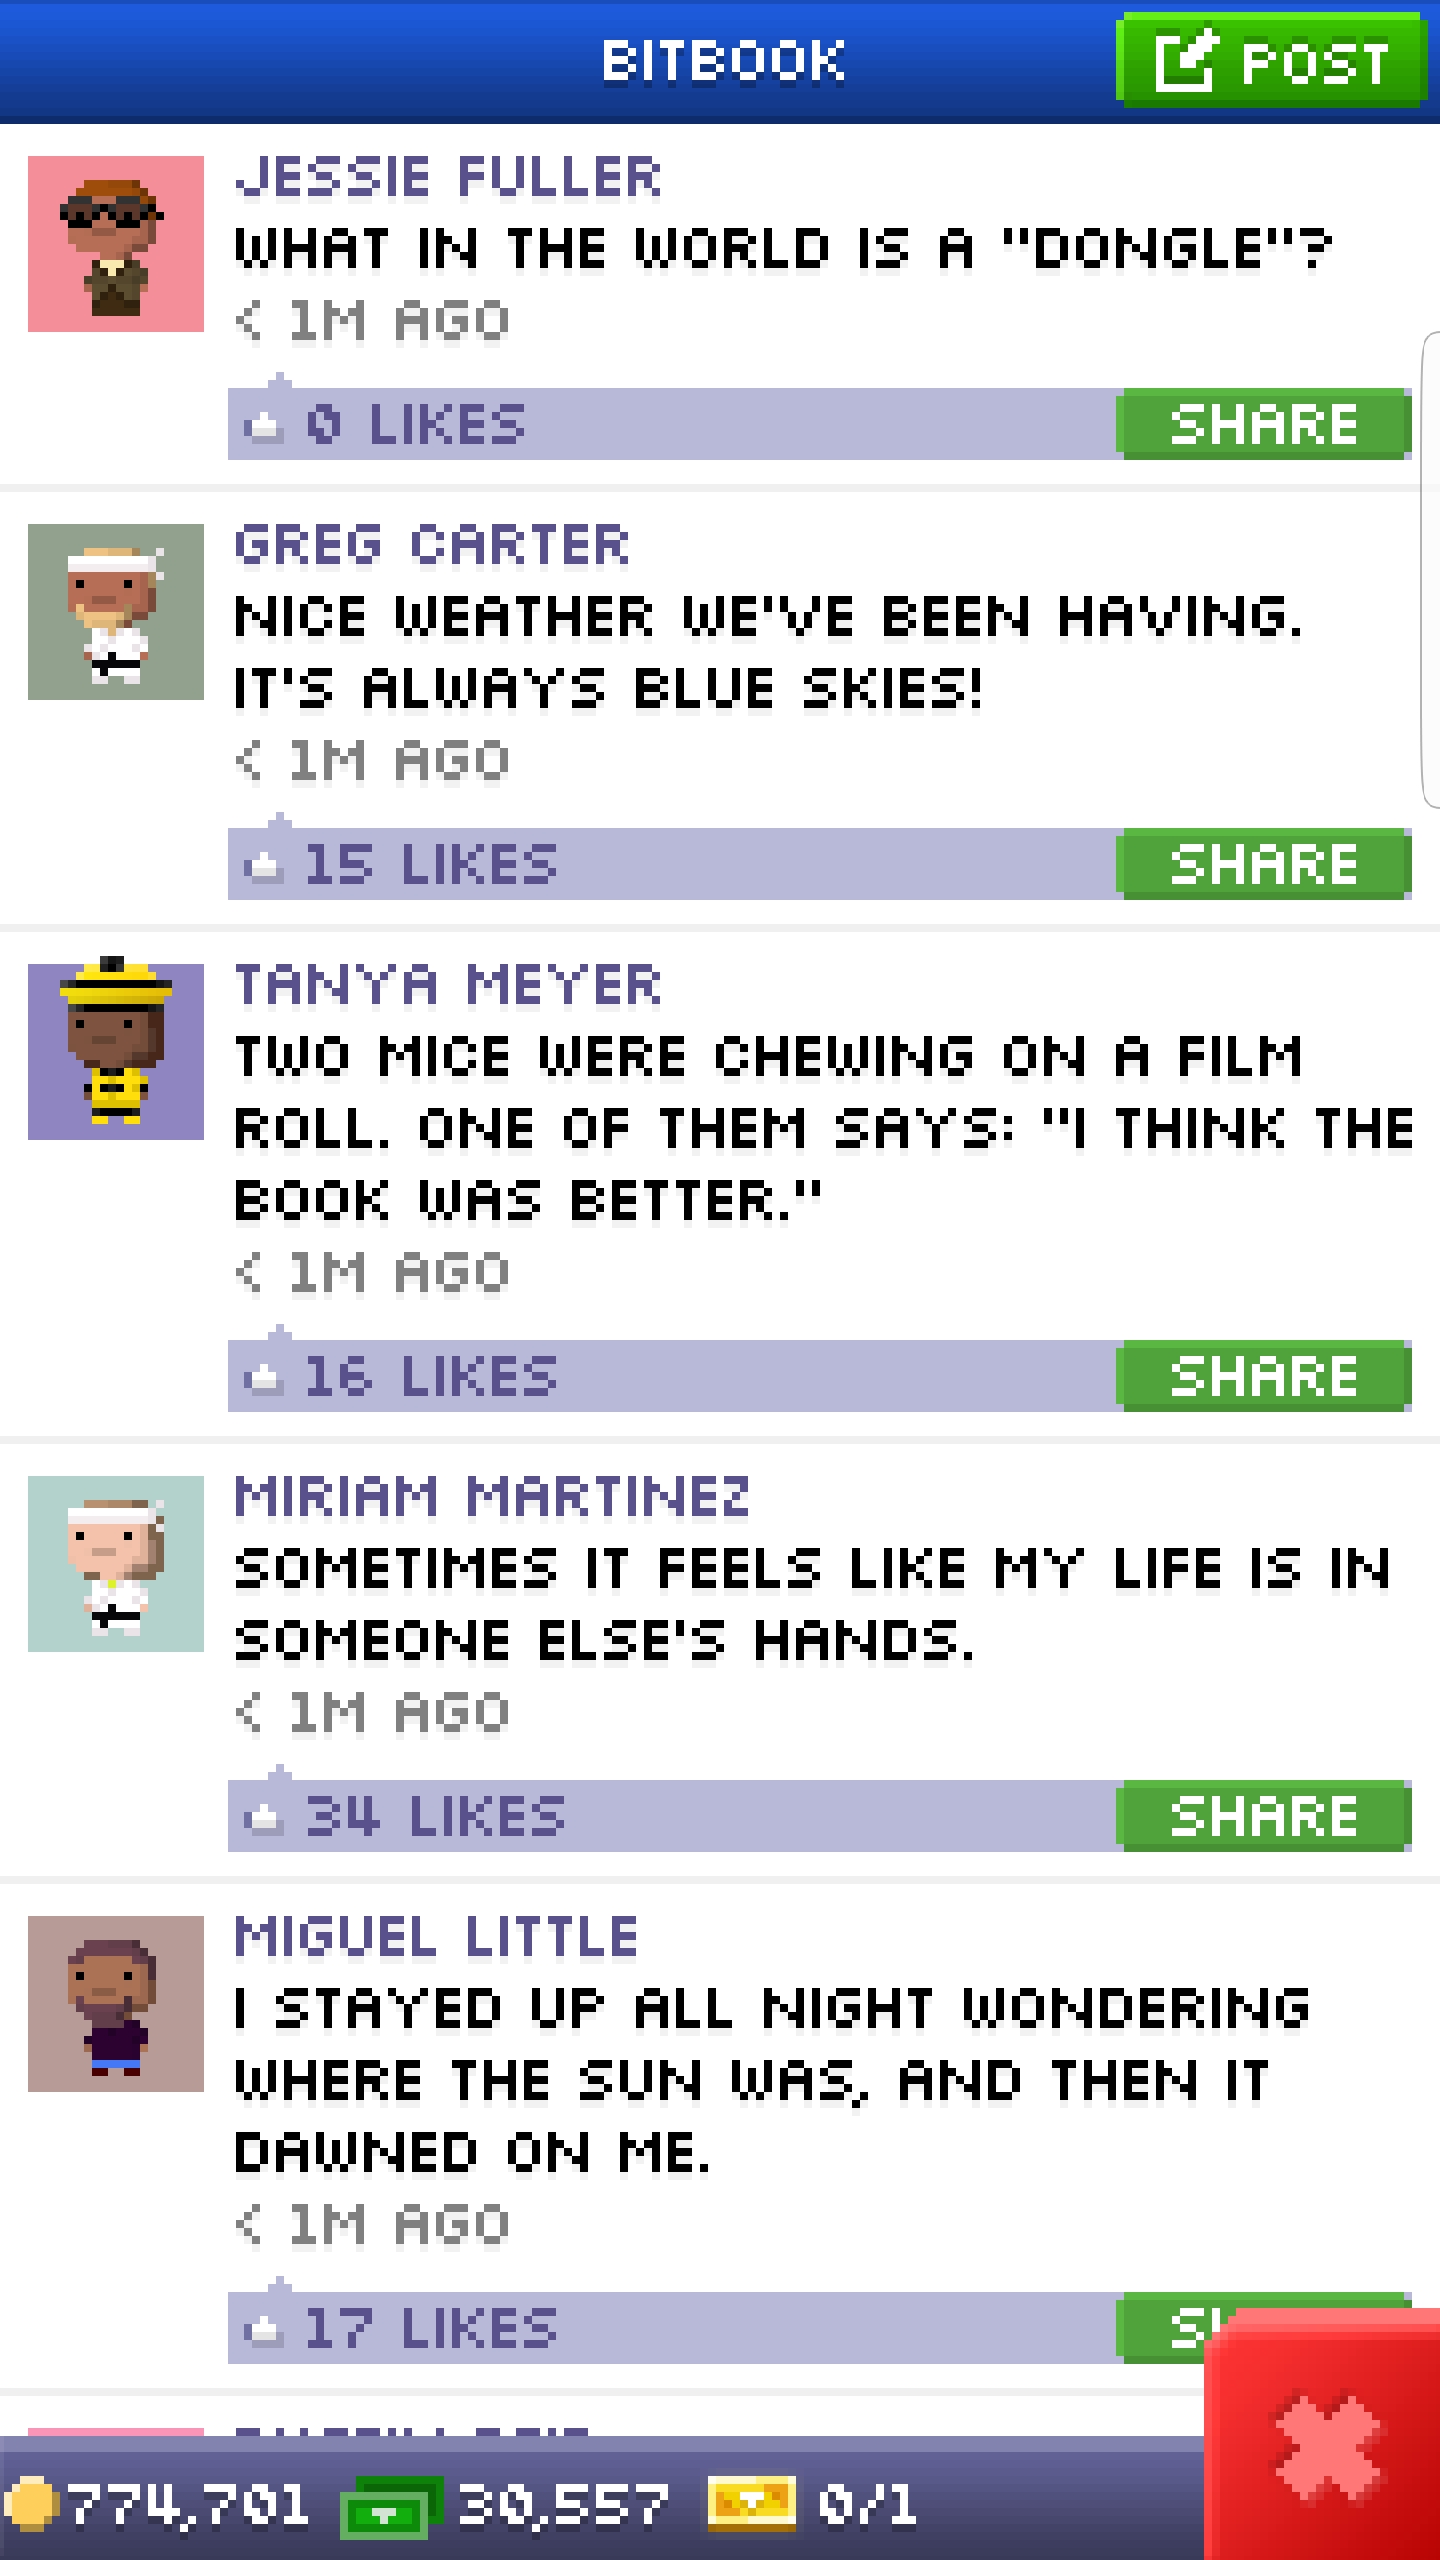 BITBOOK
POST
JESSIE FULLER
WHAT IN THE WORLD IS A "DONGLE"?
< 1M AGO
0 LIKES
SHARE
GREG CARTER
NICE WEATHER WE'VE BEEN HAVING.
IT'S ALWAYS BLUE SKIES!
< 1M AGO
15 LIKES
SHARE
TANYA MEYER
TWO MICE WERE CHEWING ON A FILM
ROLL. ONE OF THEM SAYS: "I THINK THE
BOOK WAS BETTER."
< 1M AGO
16 LIKES
SHARE
MIRIAM MARTINEZ
SOMETIMES IT FEELS LIKE MY LIFE IS IN
SOMEONE ELSE'S HANDS.
< 1M AGO
34 LIKES
SHARE
MIGUEL LITTLE
I STAYED UP ALL NIGHT WONDERING
WHERE THE SUN WAS, AND THEN IT
DAWNED ON ME.
< 1M AGO
17 LIKES
774,701
30,557
0/1